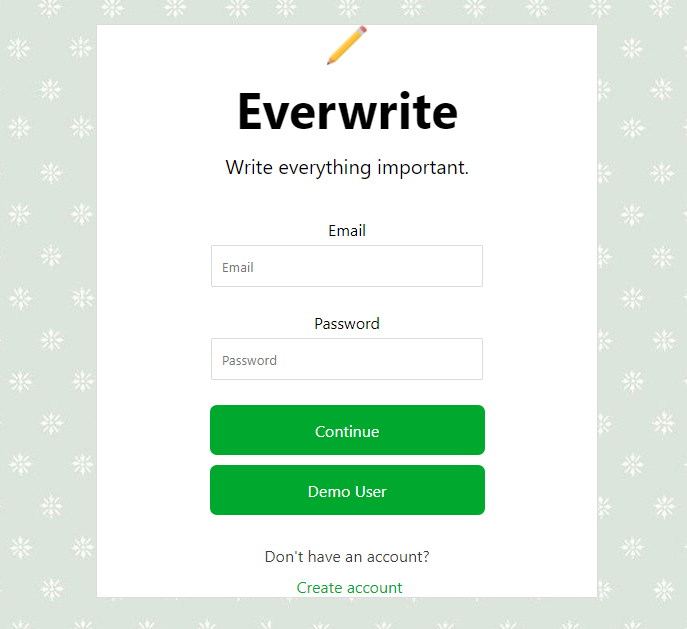 Everwrite
Write everything important.
Email
Email
Password
Password
Continue
Demo User
Don't have an account?
Create account